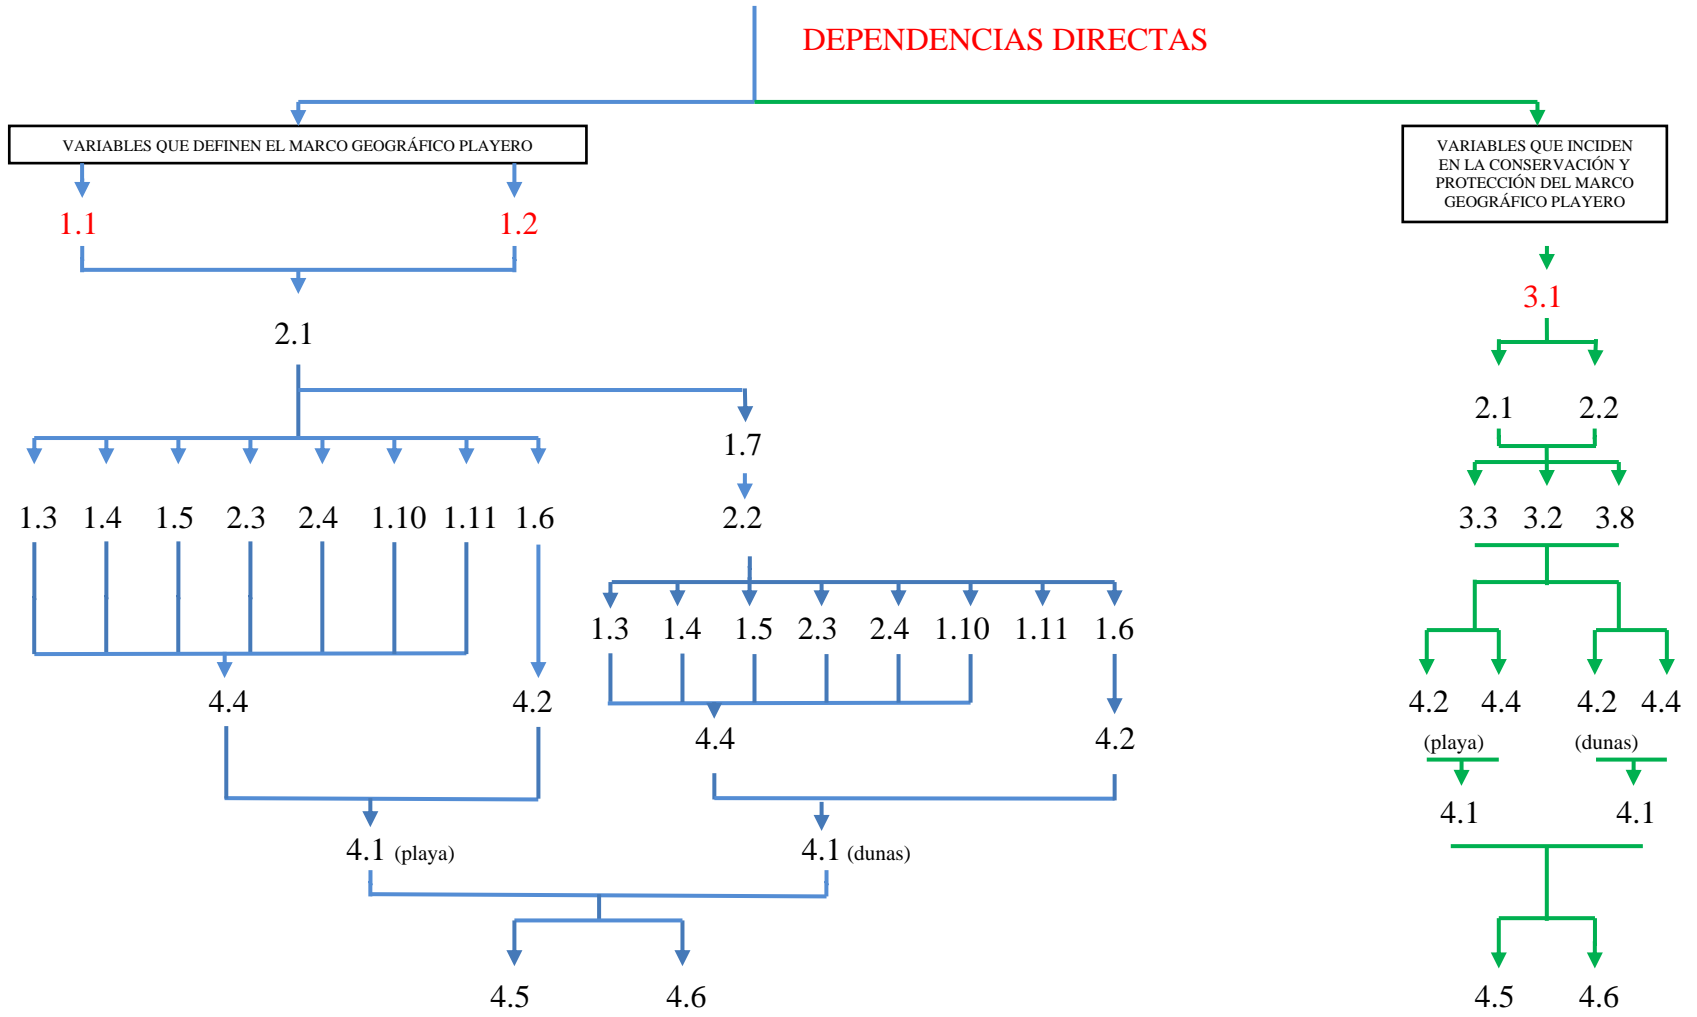 DEPENDENCIAS DIRECTAS
VARIABLES QUE DEFINEN EL MARCO GEOGRÁFICO PLAYERO
VARIABLES QUE INCIDEN
EN LA CONSERVACIÓN Y
PROTECCIÓN DEL MARCO
GEOGRÁFICO PLAYERO
1.1 1.2
2.1
1.7
1.3 1.4 1.5 2.3 2.4 1.10 1.11 1.6
2.2
1.3 1.4 1.5 2.3 2.4 1.10 1.11 1.6
4.4 4.2
4.4 4.2
4.1 (playa) 4.1 (dunas)
4.5 4.6
3.1
2.1 2.2
3.3 3.2 3.8
4.2 4.4 4.2 4.4
(playa) (dunas)
4.1 4.1
4.5 4.6